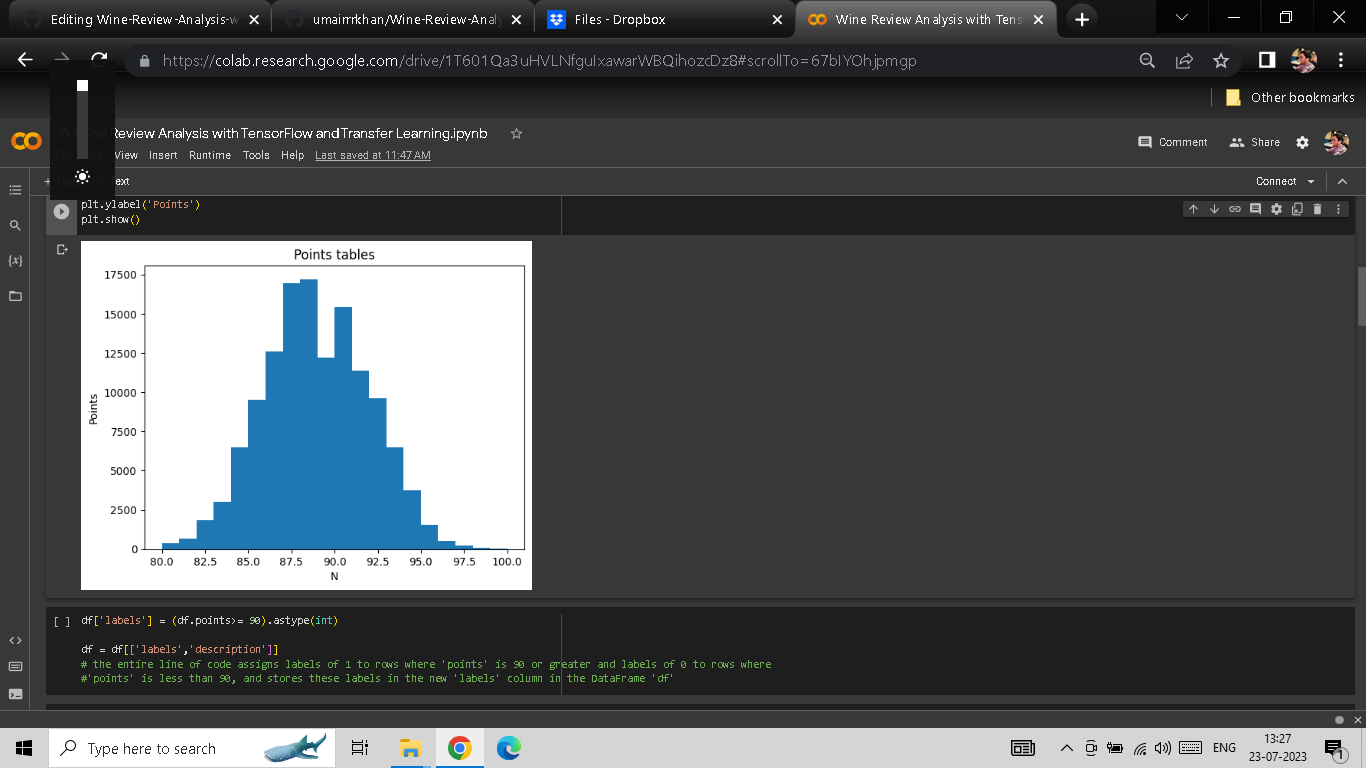 Editing Wine-Review-Analysis-w
umairrrkhan/Wine-Review-Analy
Files - Dropbox
Wine Review Analysis with Tens
https://colab.research.google.com/drive/1T601Qa3uHVLNfgulxawarWBQihozcDz8#scrollTo=67bIYOhjpmgp
Other bookmarks
Review Analysis with TensorFlow and Transfer Learning.ipynb
View Insert Runtime Tools Help Last saved at 11:47 AM
Comment Share
Connect
plt.ylabel('Points')
plt.show()
Points tables
17500
15000
12500
10000
7500
5000
2500
0
Points
80.0 82.5 85.0 87.5 90.0 92.5 95.0 97.5 100.0
N
[ ] df['labels'] = (df.points>= 90).astype(int)
df = df[['labels','description']]
# the entire line of code assigns labels of 1 to rows where 'points' is 90 or greater and labels of 0 to rows where
#'points' is less than 90, and stores these labels in the new 'labels' column in the DataFrame 'df'
Type here to search
ENG
13:27
23-07-2023
1